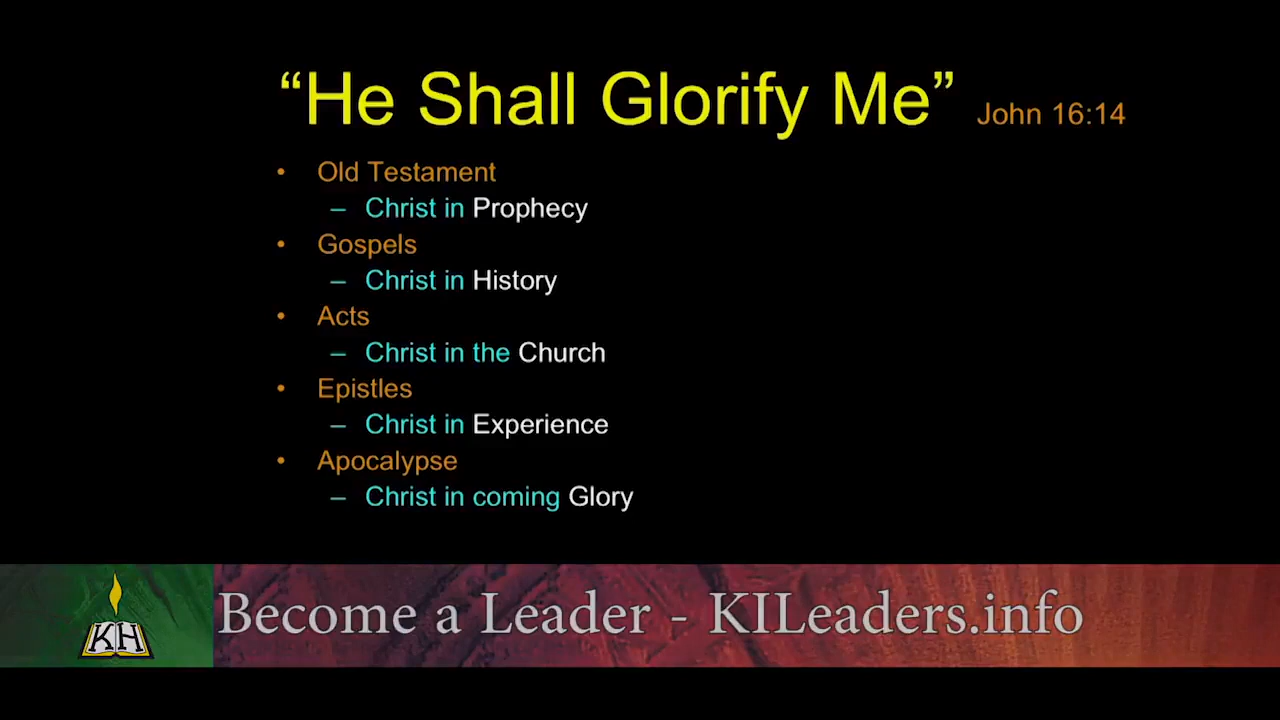 “He Shall Glorify Me” John 16:14
• Old Testament
– Christ in Prophecy
• Gospels
– Christ in History
• Acts
– Christ in the Church
• Epistles
– Christ in Experience
• Apocalypse
– Christ in coming Glory
Become a Leader - KILeaders.info
KH